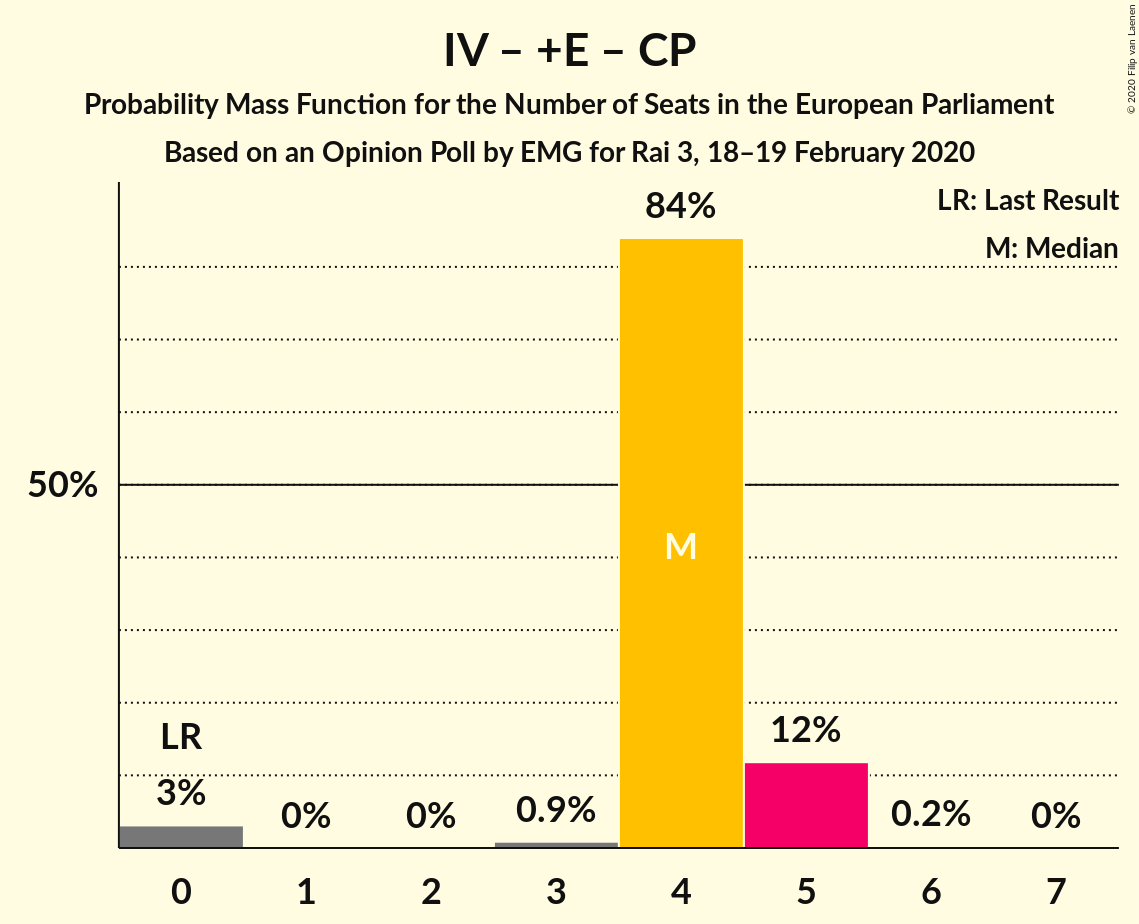 IV – +E – CP
Probability Mass Function for the Number of Seats in the European Parliament
Based on an Opinion Poll by EMG for Rai 3, 18–19 February 2020
© 2020 Filip van Laenen
LR: Last Result
M: Median
84%
50%
M
LR
3%
0%
0%
0.9%
12%
0.2%
0%
0 1 2 3 4 5 6 7